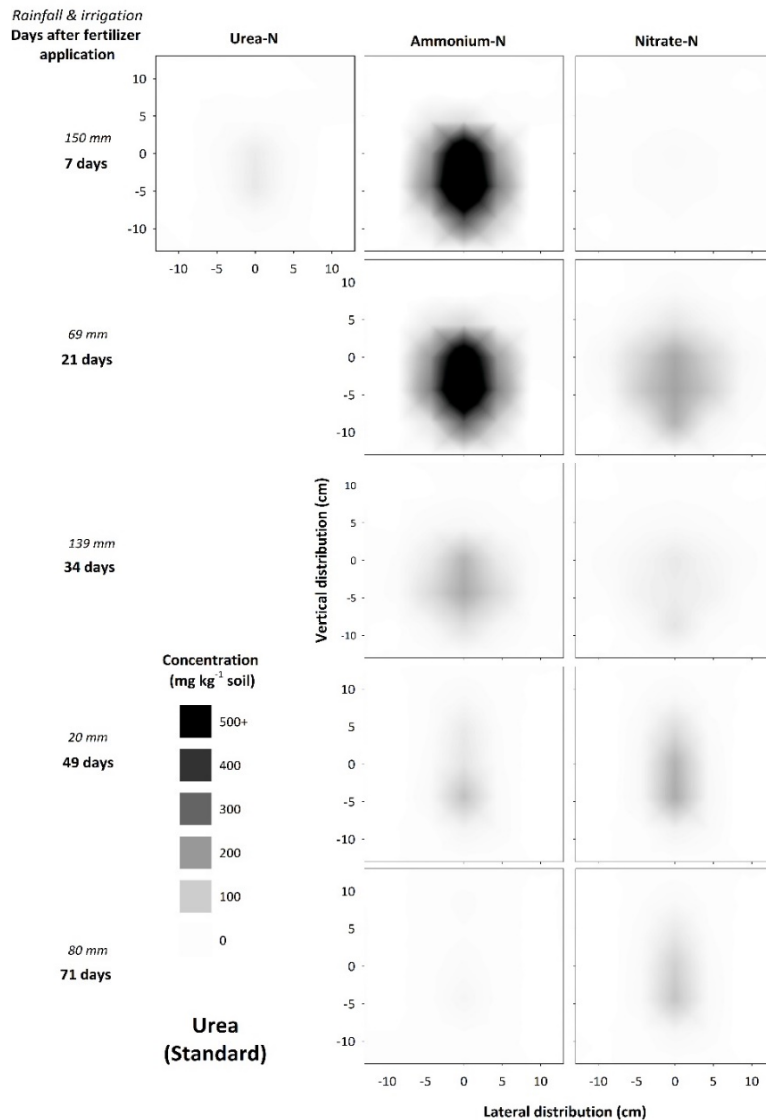 Rainfall & irrigation
Days after fertilizer
application
Urea-N
Ammonium-N
Nitrate-N
10
5
0
-5
-10
150 mm
7 days
-10 -5 0 5 10
10
5
0
-5
-10
69 mm
21 days
10
5
0
-5
-10
139 mm
34 days
Vertical distribution (cm)
10
5
0
-5
-10
20 mm
49 days
Concentration
(mg kg⁻¹ soil)
500+
400
300
200
100
0
10
5
0
-5
-10
80 mm
71 days
Urea
(Standard)
-10 -5 0 5 10
-10 -5 0 5 10
Lateral distribution (cm)